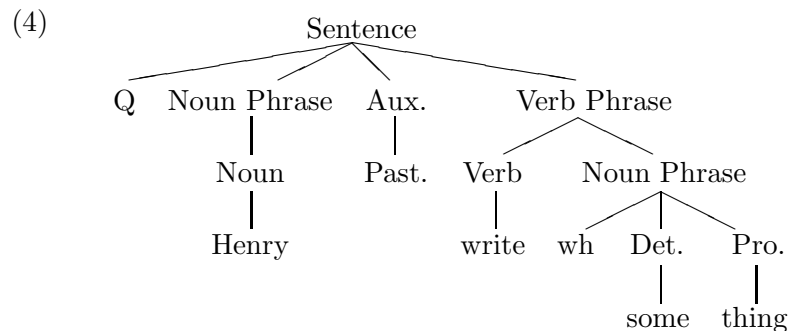 (4)
Sentence
Q Noun Phrase Aux. Verb Phrase
Noun Past. Verb Noun Phrase
Henry write wh Det. Pro.
some thing